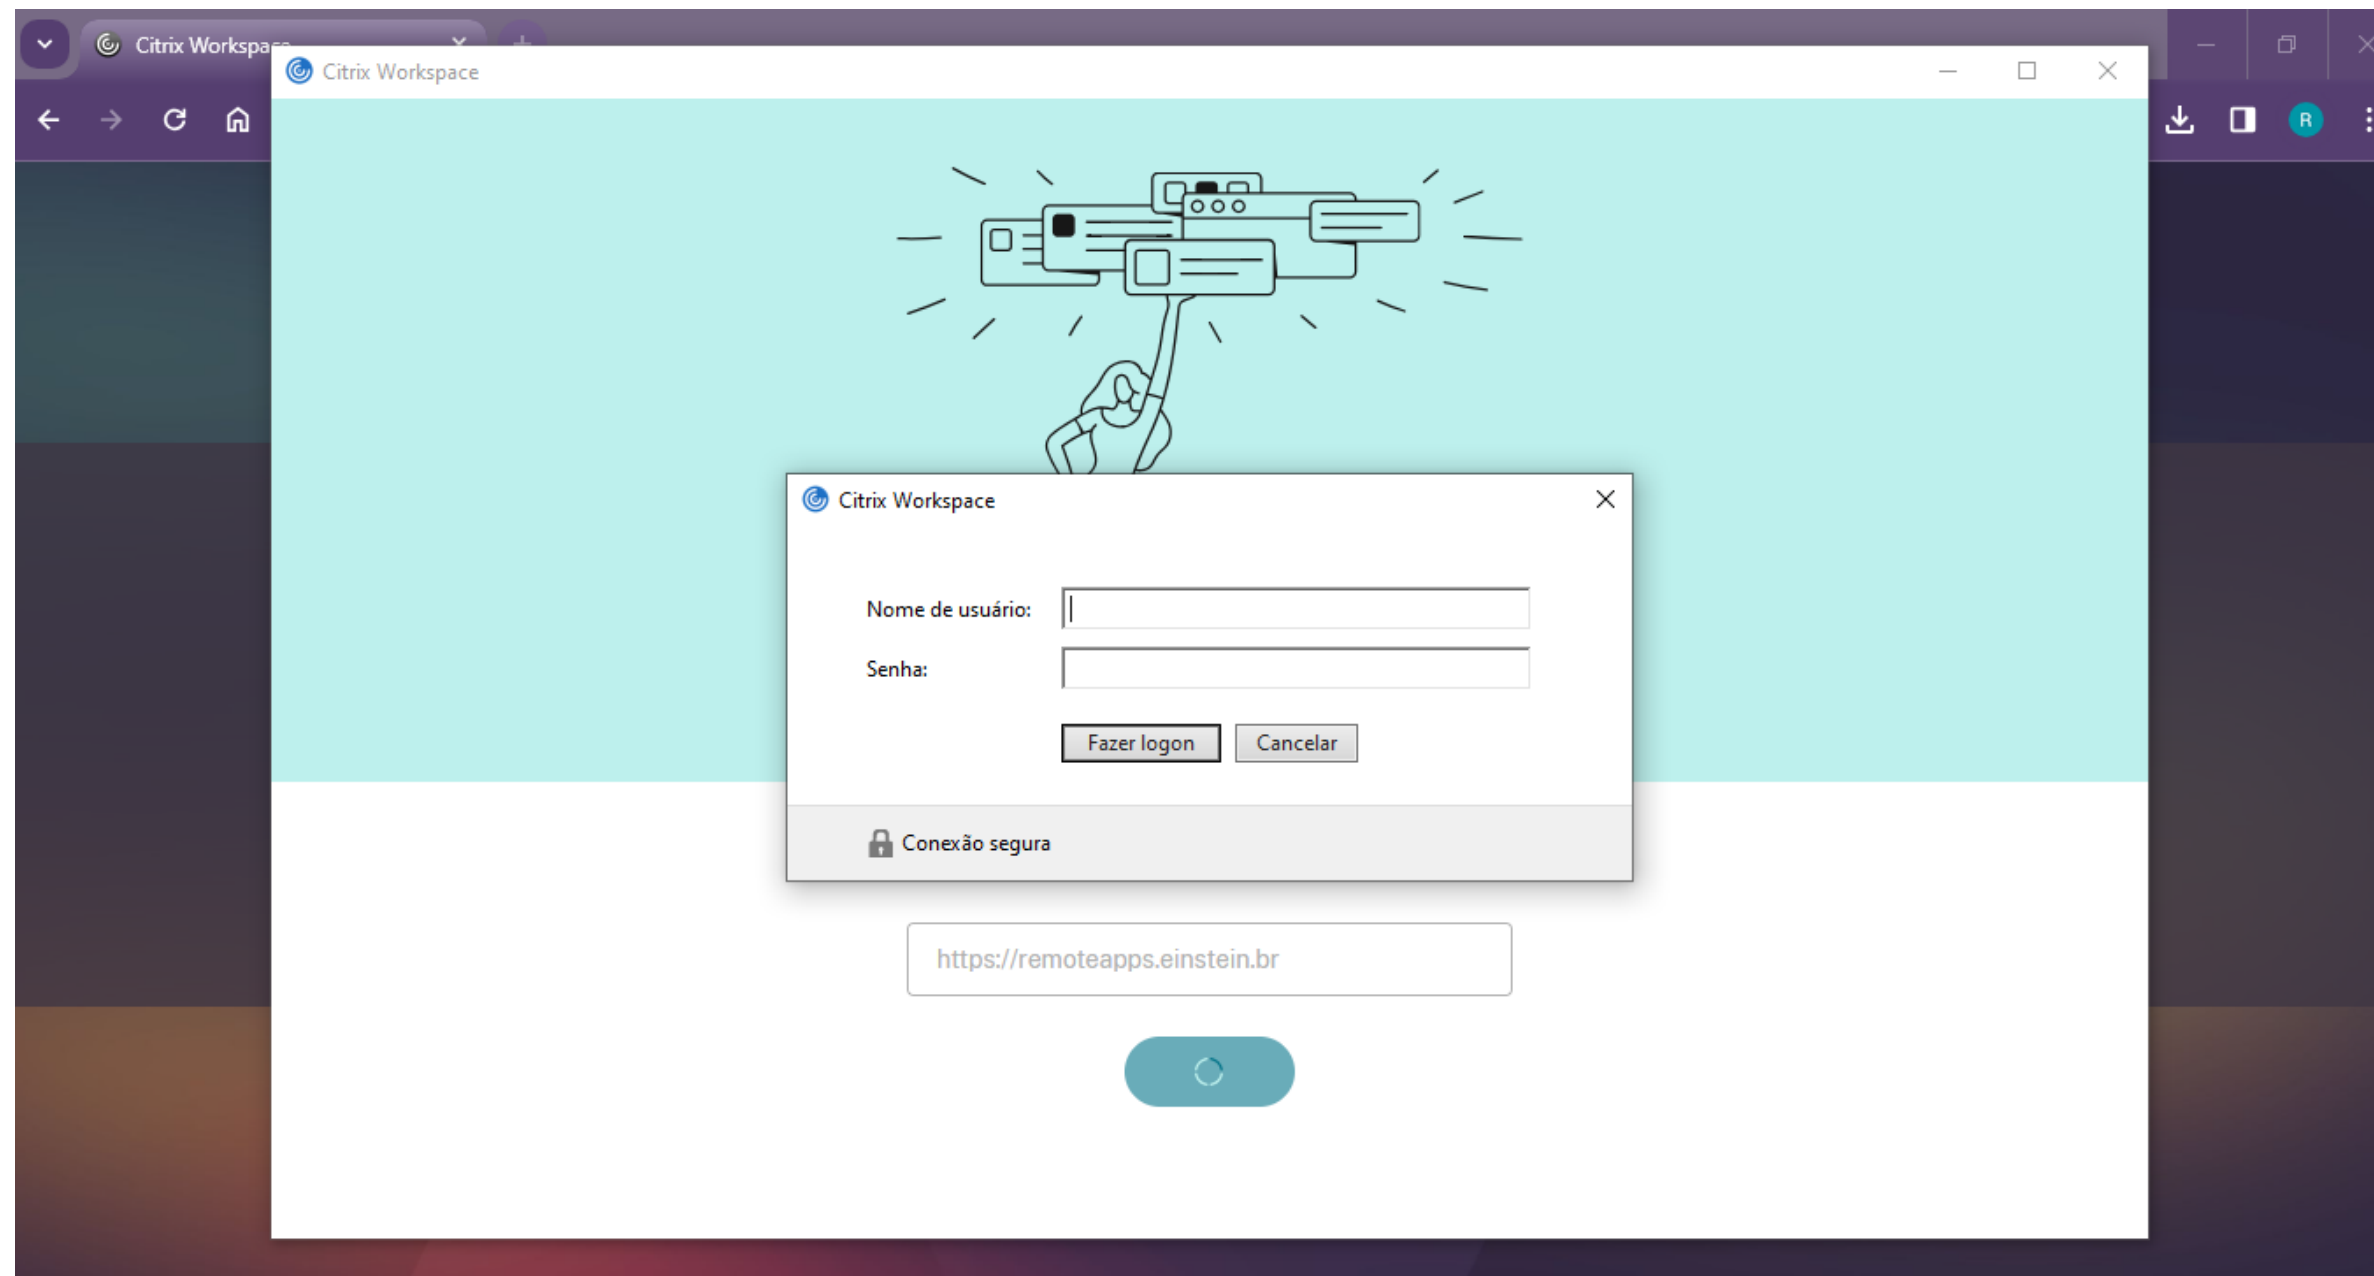 Citrix Workspace
Citrix Workspace
R
Citrix Workspace
Nome de usuário:
Senha:
Fazer logon
Cancelar
Conexão segura
https://remoteapps.einstein.br